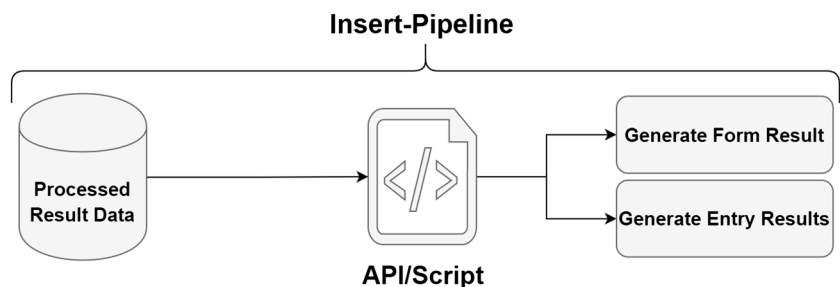 Insert-Pipeline
Processed
Result Data
</>
API/Script
Generate Form Result
Generate Entry Results